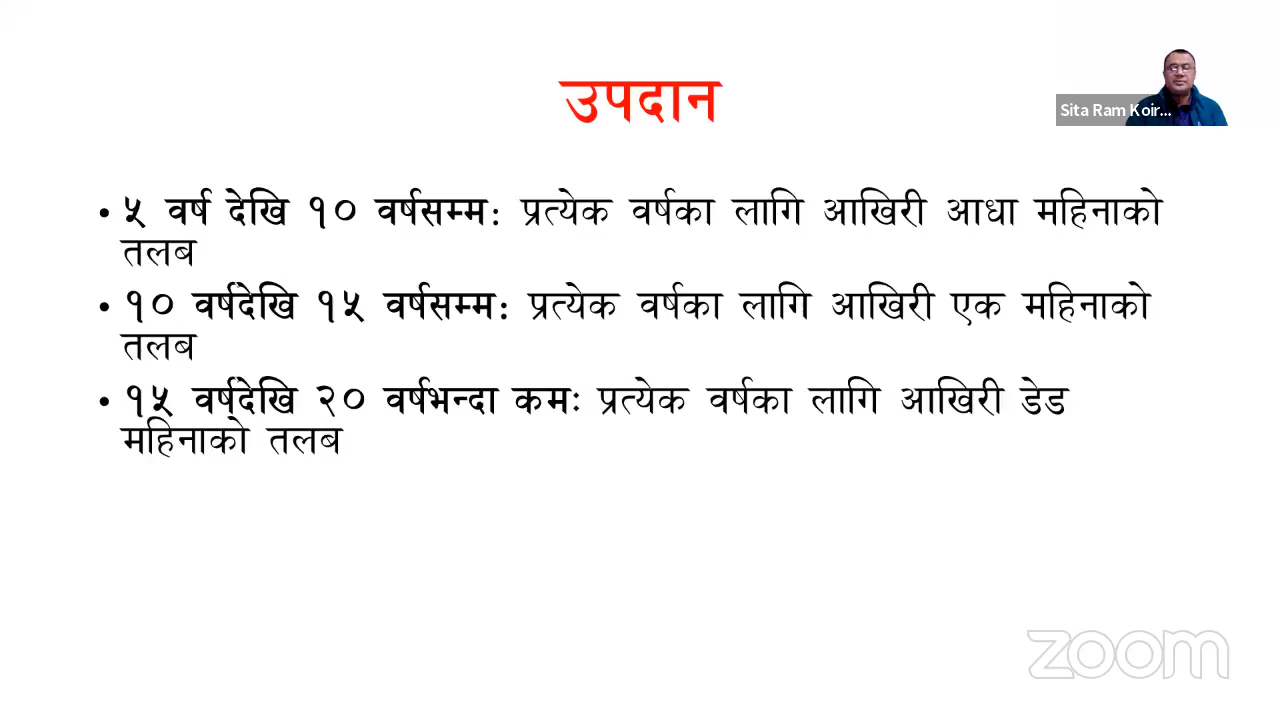 उपदान
Sita Ram Koir...
• ५ वर्ष देखि १० वर्षसम्म: प्रत्येक वर्षका लागि आखिरी आधा महिनाको
तलब
• १० वर्षदेखि १५ वर्षसम्म: प्रत्येक वर्षका लागि आखिरी एक महिनाको
तलब
• १५ वर्षदेखि २० वर्षभन्दा कमः प्रत्येक वर्षका लागि आखिरी डेड
महिनाको तलब
zoom